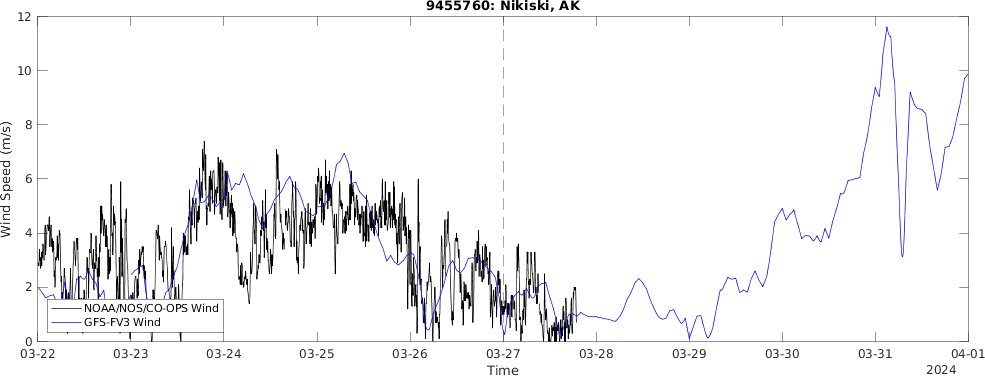 9455760: Nikiski, AK
Wind Speed (m/s)
12
10
8
6
4
2
0
NOAA/NOS/CO-OPS Wind
GFS-FV3 Wind
03-22 03-23 03-24 03-25 03-26 03-27 03-28 03-29 03-30 03-31 04-01
Time
2024